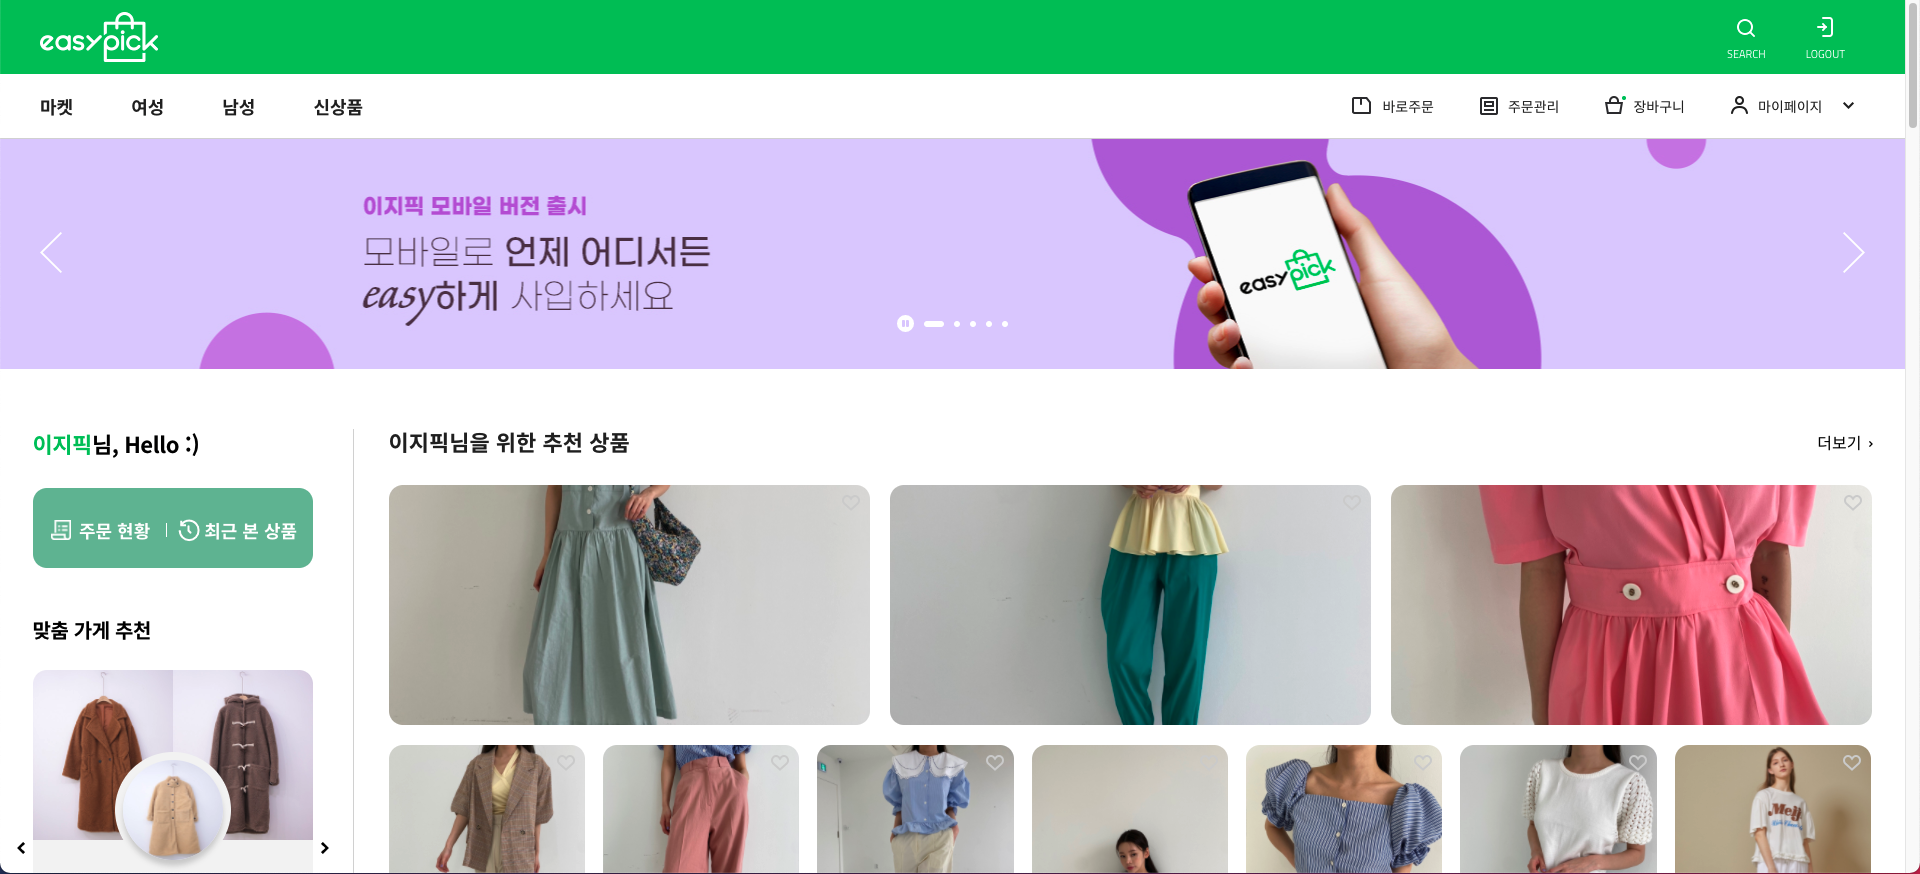 easypick
SEARCH
LOGOUT
마켓 여성 남성 신상품
바로주문 주문관리 장바구니 마이페이지
이지픽 모바일 버전 출시
모바일로 언제 어디서든
easy하게 사입하세요
easypick
이지픽님, Hello :)
이지픽님을 위한 추천 상품
더보기 ›
주문 현황 | 최근 본 상품
맞춤 가게 추천